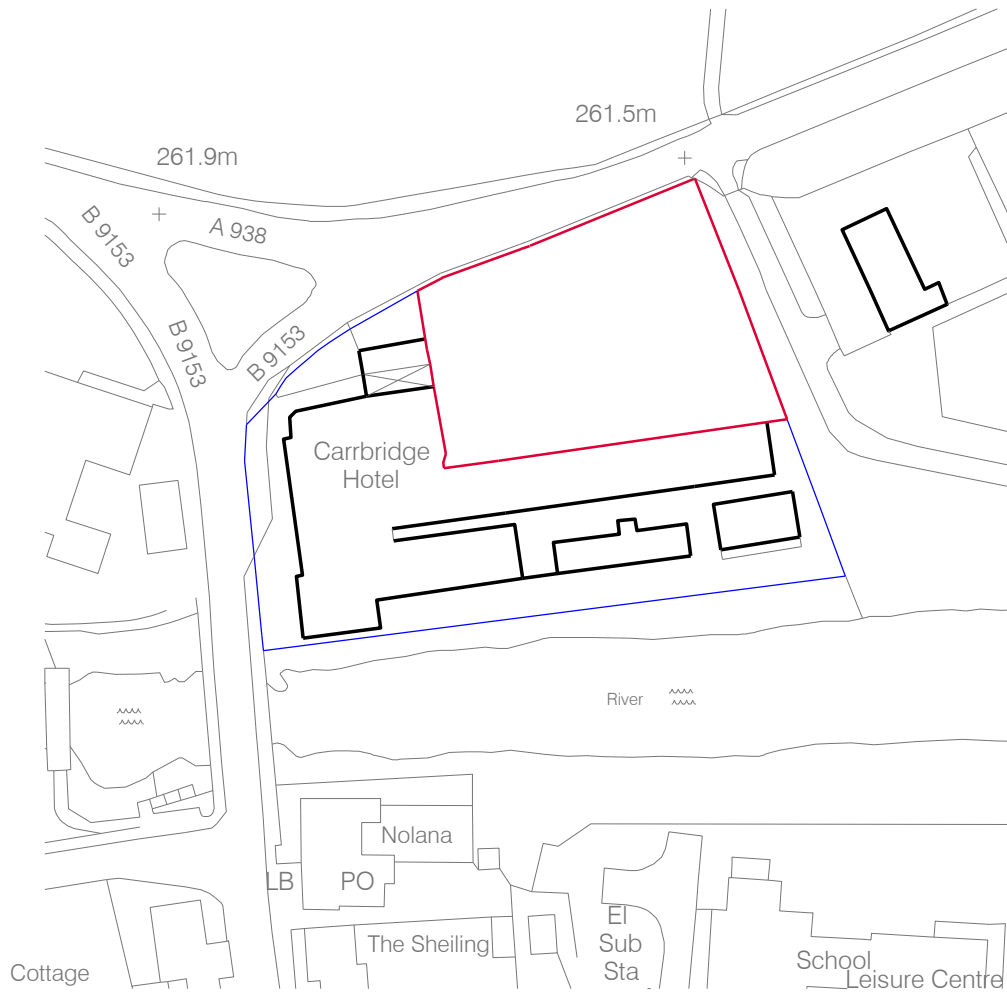 261.5m
261.9m
B 9153
A 938
B 9153
B 9153
Carrbridge
Hotel
River
Nolana
LB
PO
El
Sub
Sta
The Sheiling
School
Cottage
Leisure Centre